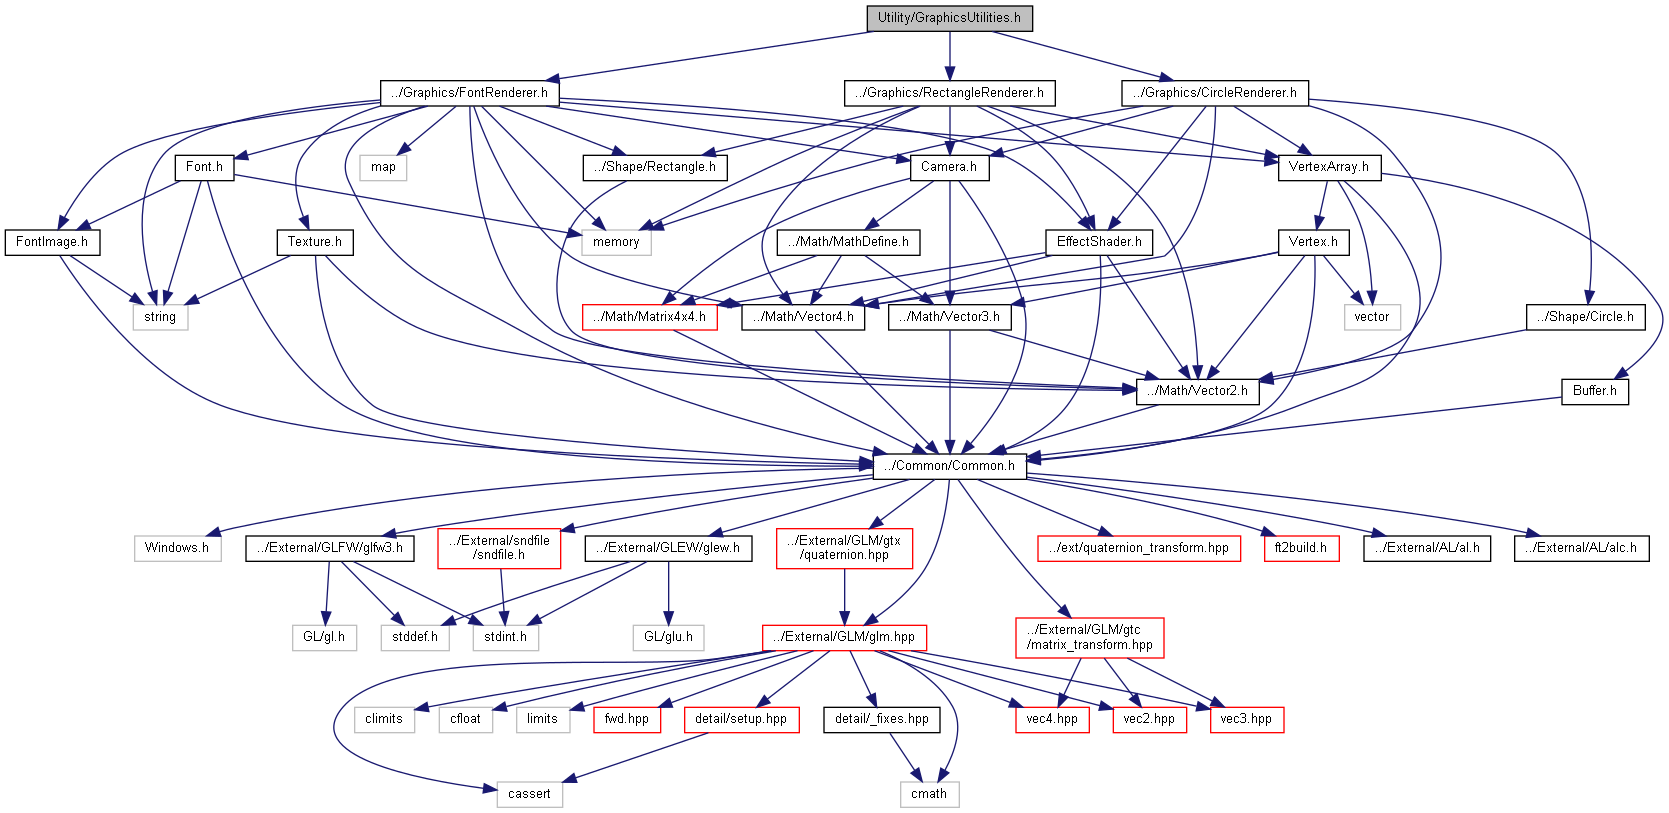 Utility/GraphicsUtilities.h
../Graphics/FontRenderer.h
../Graphics/RectangleRenderer.h
../Graphics/CircleRenderer.h
Font.h
map
../Shape/Rectangle.h
Camera.h
VertexArray.h
FontImage.h
Texture.h
memory
../Math/MathDefine.h
EffectShader.h
Vertex.h
string
../Math/Matrix4x4.h
../Math/Vector4.h
../Math/Vector3.h
vector
../Shape/Circle.h
../Math/Vector2.h
Buffer.h
../Common/Common.h
Windows.h
../External/GLFW/glfw3.h
../External/sndfile
/sndfile.h
../External/GLEW/glew.h
../External/GLM/gtx
/quaternion.hpp
../ext/quaternion_transform.hpp
ft2build.h
../External/AL/al.h
../External/AL/alc.h
GL/gl.h
stddef.h
stdint.h
GL/glu.h
../External/GLM/glm.hpp
../External/GLM/gtc
/matrix_transform.hpp
climits
cfloat
limits
fwd.hpp
detail/setup.hpp
detail/_fixes.hpp
vec4.hpp
vec2.hpp
vec3.hpp
cassert
cmath